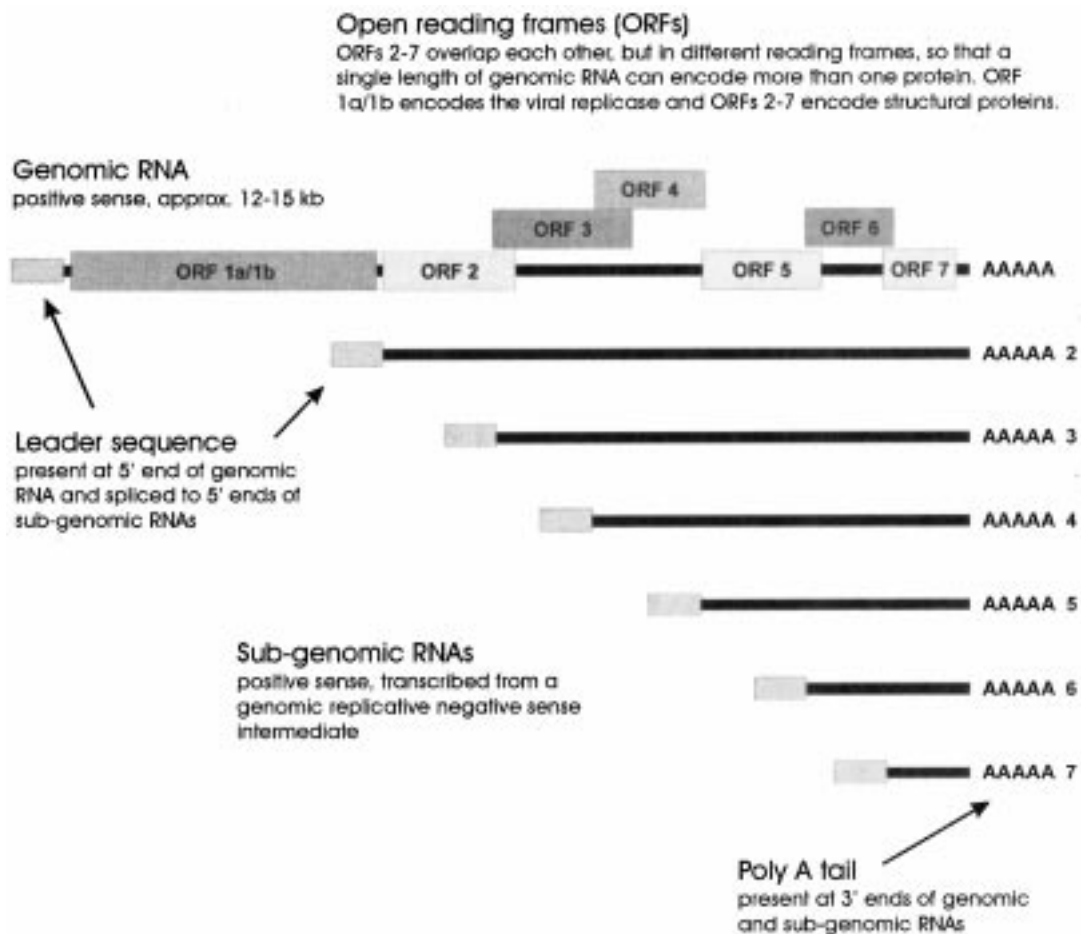 Open reading frames (ORFs)
ORFs 2-7 overlap each other, but in different reading frames, so that a
single length of genomic RNA can encode more than one protein. ORF
1a/1b encodes the viral replicase and ORFs 2-7 encode structural proteins.
Genomic RNA
positive sense, approx. 12-15 kb
ORF 4
ORF 3
ORF 6
ORF 1a/1b
ORF 2
ORF 5
ORF 7
AAAAA
AAAAA 2
Leader sequence
present at 5' end of genomic
RNA and spliced to 5' ends of
sub-genomic RNAs
AAAAA 3
AAAAA 4
AAAAA 5
Sub-genomic RNAs
positive sense, transcribed from a
genomic replicative negative sense
intermediate
AAAAA 6
AAAAA 7
Poly A tail
present at 3' ends of genomic
and sub-genomic RNAs